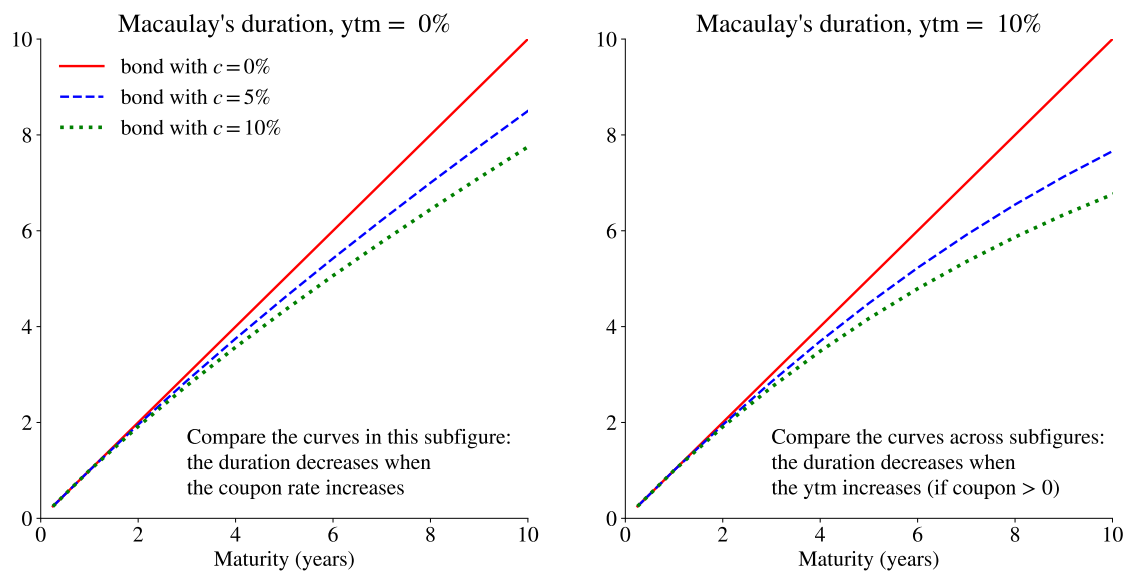 Macaulay's duration, ytm = 0%
10
8
6
4
2
0
bond with c = 0%
bond with c = 5%
bond with c = 10%
Compare the curves in this subfigure:
the duration decreases when
the coupon rate increases
0 2 4 6 8 10
Maturity (years)
Macaulay's duration, ytm = 10%
10
8
6
4
2
0
Compare the curves across subfigures:
the duration decreases when
the ytm increases (if coupon > 0)
0 2 4 6 8 10
Maturity (years)